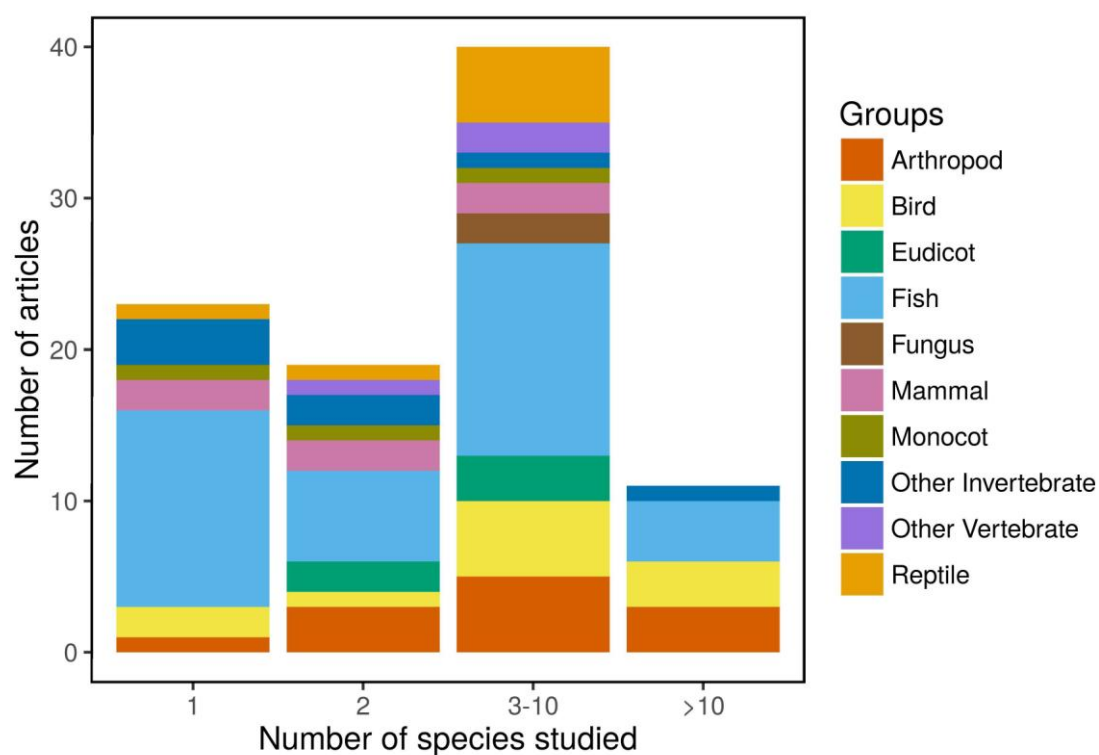 Number of articles
40
30
20
10
0
1 2 3-10 >10
Number of species studied
Groups
Arthropod
Bird
Eudicot
Fish
Fungus
Mammal
Monocot
Other Invertebrate
Other Vertebrate
Reptile